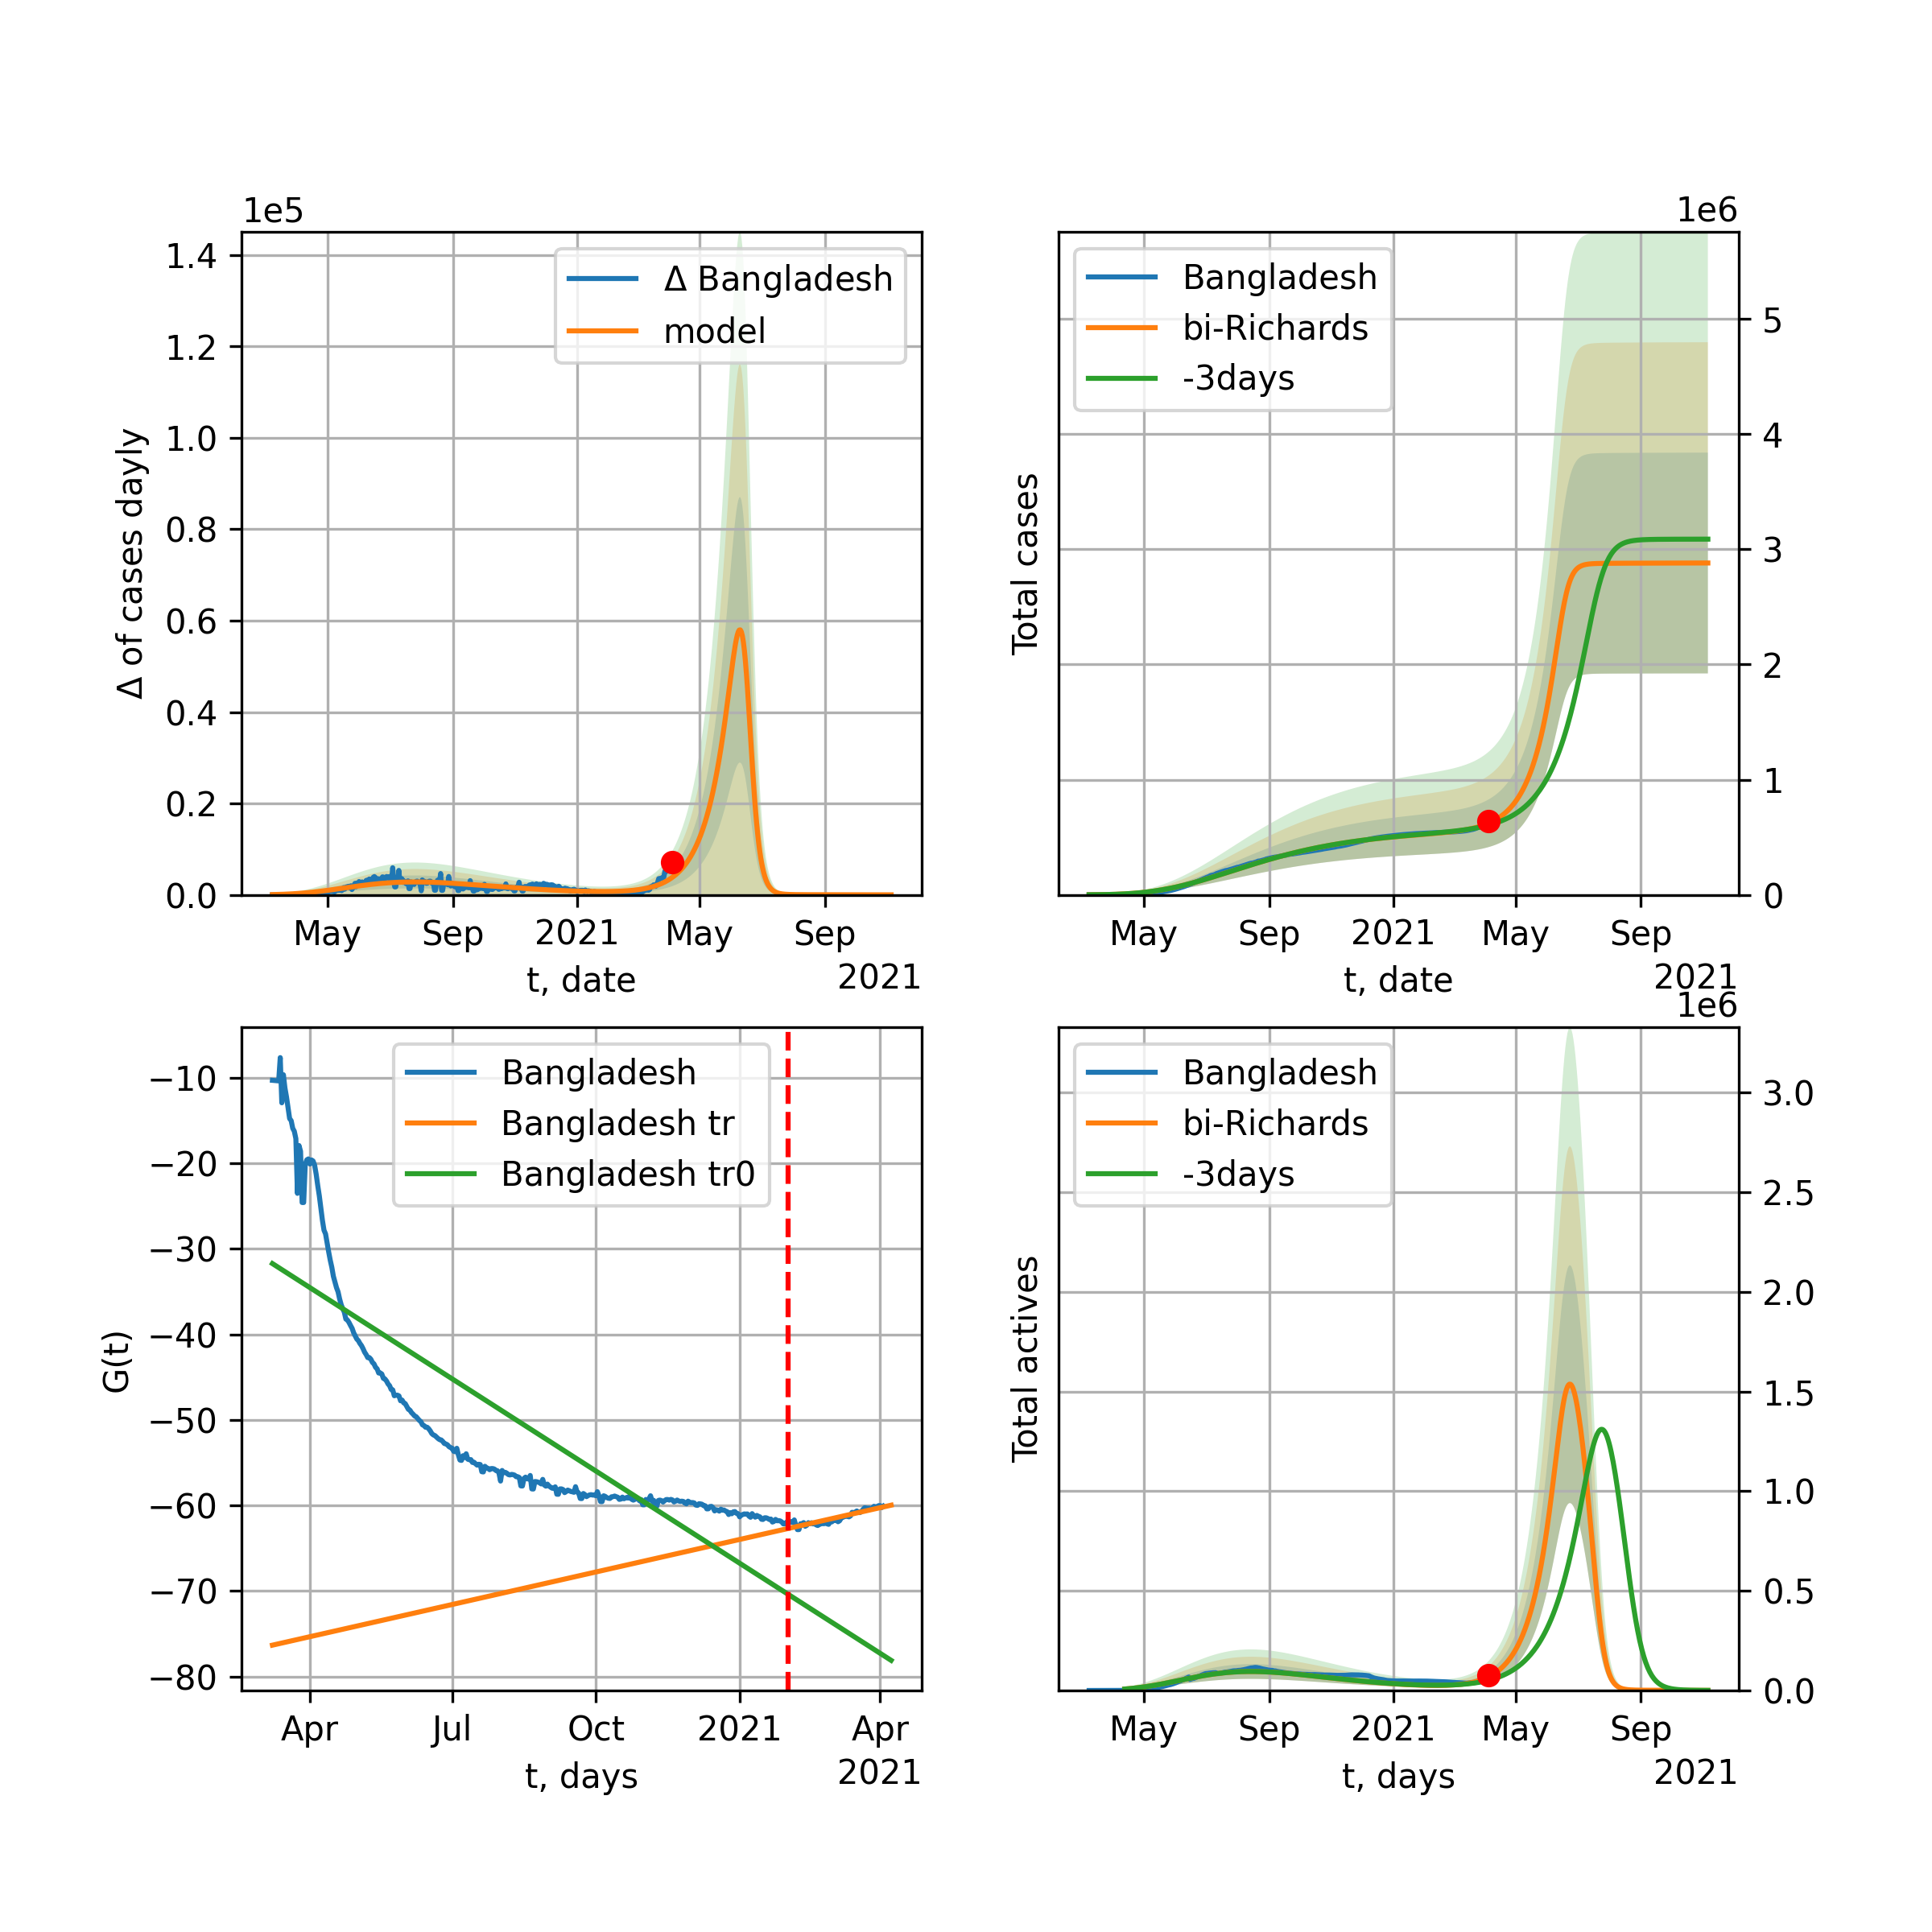 1e5
Δ of cases dayly
1.4
1.2
1.0
0.8
0.6
0.4
0.2
0.0
Δ Bangladesh
model
May Sep 2021 May Sep
t, date
2021
1e6
Total cases
Bangladesh
bi-Richards
-3days
5
4
3
2
1
0
May Sep 2021 May Sep
t, date
2021
G(t)
−10
−20
−30
−40
−50
−60
−70
−80
Bangladesh
Bangladesh tr
Bangladesh tr0
Apr Jul Oct 2021 Apr
t, days
2021
1e6
Total actives
Bangladesh
bi-Richards
-3days
3.0
2.5
2.0
1.5
1.0
0.5
0.0
May Sep 2021 May Sep
t, days
2021